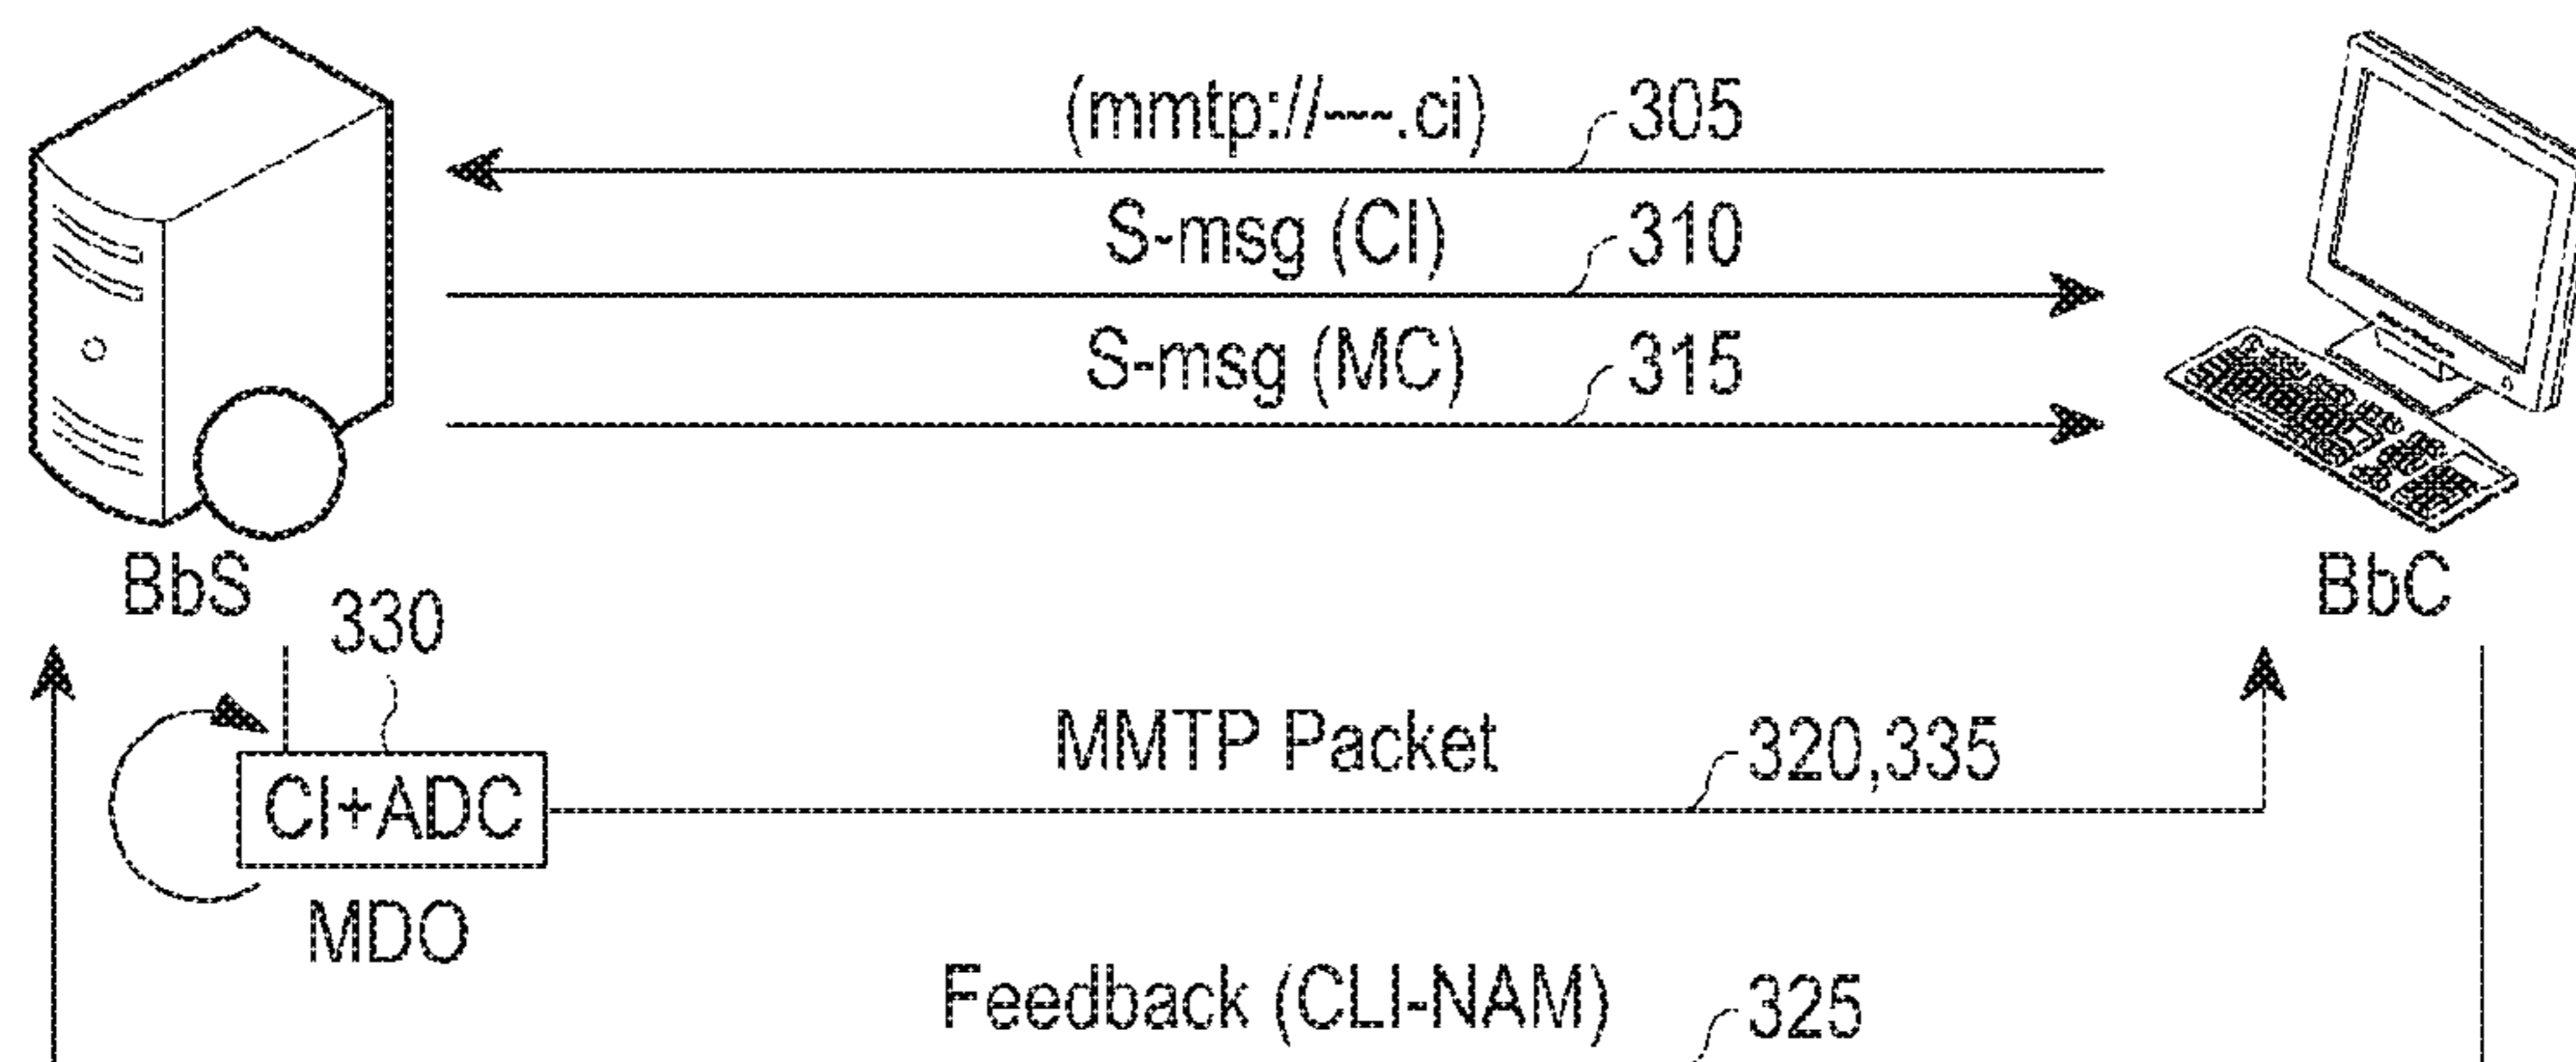 (mmtp://~~~.ci) 305
S-msg (CI) 310
S-msg (MC) 315
BbS
BbC
330
MMTP Packet 320,335
CI+ADC
MDO
Feedback (CLI-NAM) 325